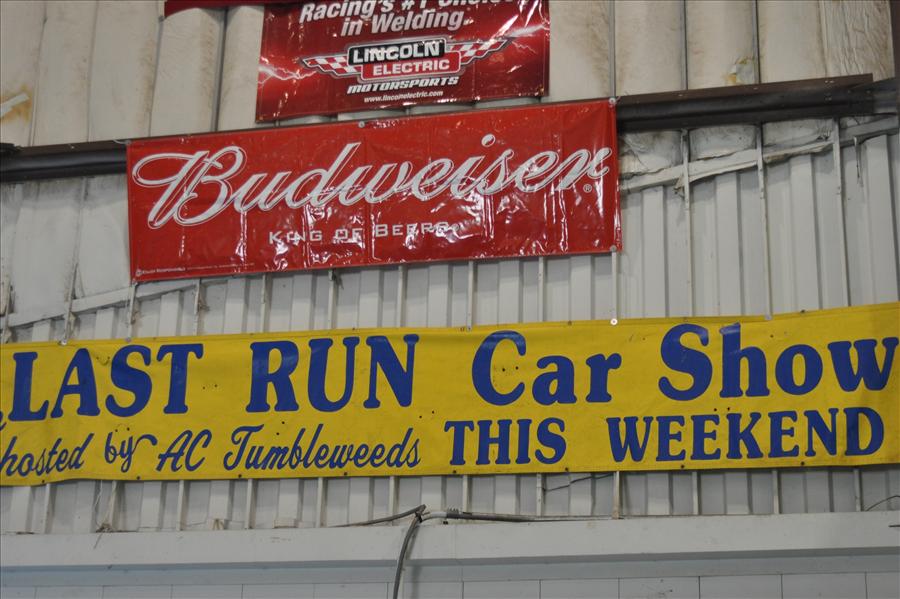 Racing's #1 Choice
in Welding
LINCOLN
ELECTRIC
MOTORSPORTS
www.lincolnelectric.com
Budweiser
KING OF BEERS
LAST RUN Car Show
hosted by AC Tumbleweeds THIS WEEKEND